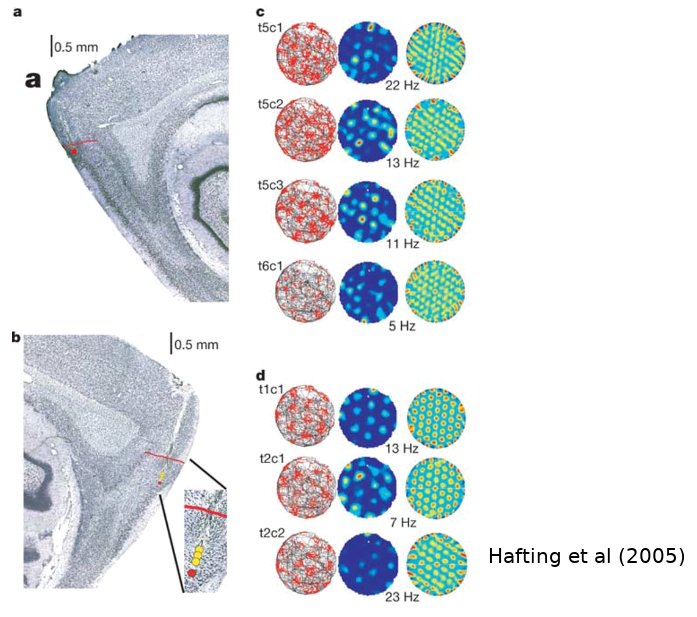 a
0.5 mm
a
b
0.5 mm
c
t5c1
22 Hz
t5c2
13 Hz
t5c3
11 Hz
t6c1
5 Hz
d
t1c1
13 Hz
t2c1
7 Hz
t2c2
23 Hz
Hafting et al (2005)